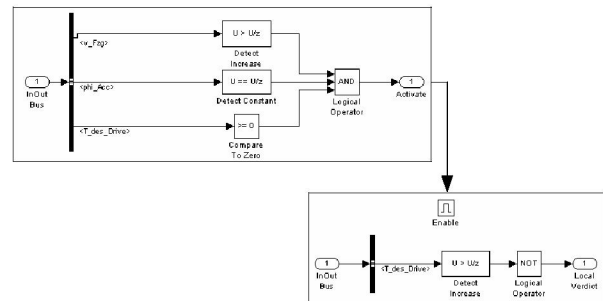 <v_Fzg>
U > U/z
Detect
Increase
1
InOut
Bus
<phi_Acc>
U == U/z
Detect Constant
AND
Logical
Operator
1
Activate
<T_des_Drive>
>= 0
Compare
To Zero
Enable
1
InOut
Bus
<T_des_Drive>
U > U/z
Detect
Increase
NOT
Logical
Operator
1
Local
Verdict